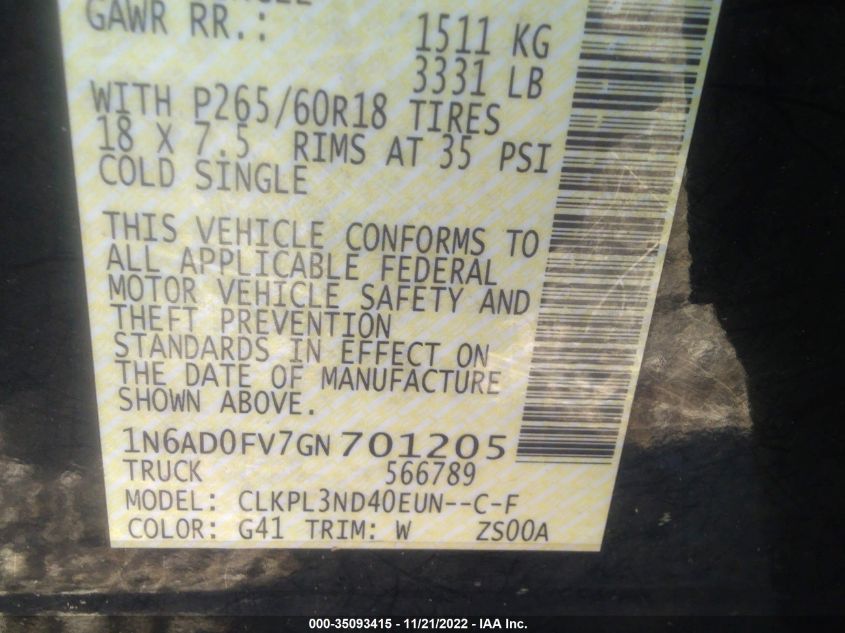 GAWR RR.: 1511 KG
3331 LB
WITH P265/60R18 TIRES
18 X 7.5 RIMS AT 35 PSI
COLD SINGLE
THIS VEHICLE CONFORMS TO
ALL APPLICABLE FEDERAL
MOTOR VEHICLE SAFETY AND
THEFT PREVENTION
STANDARDS IN EFFECT ON
THE DATE OF MANUFACTURE
SHOWN ABOVE.
1N6AD0FV7GN701205
TRUCK 566789
MODEL: CLKPL3ND40EUN--C-F
COLOR: G41 TRIM: W ZS00A
000-35093415 - 11/21/2022 - IAA Inc.